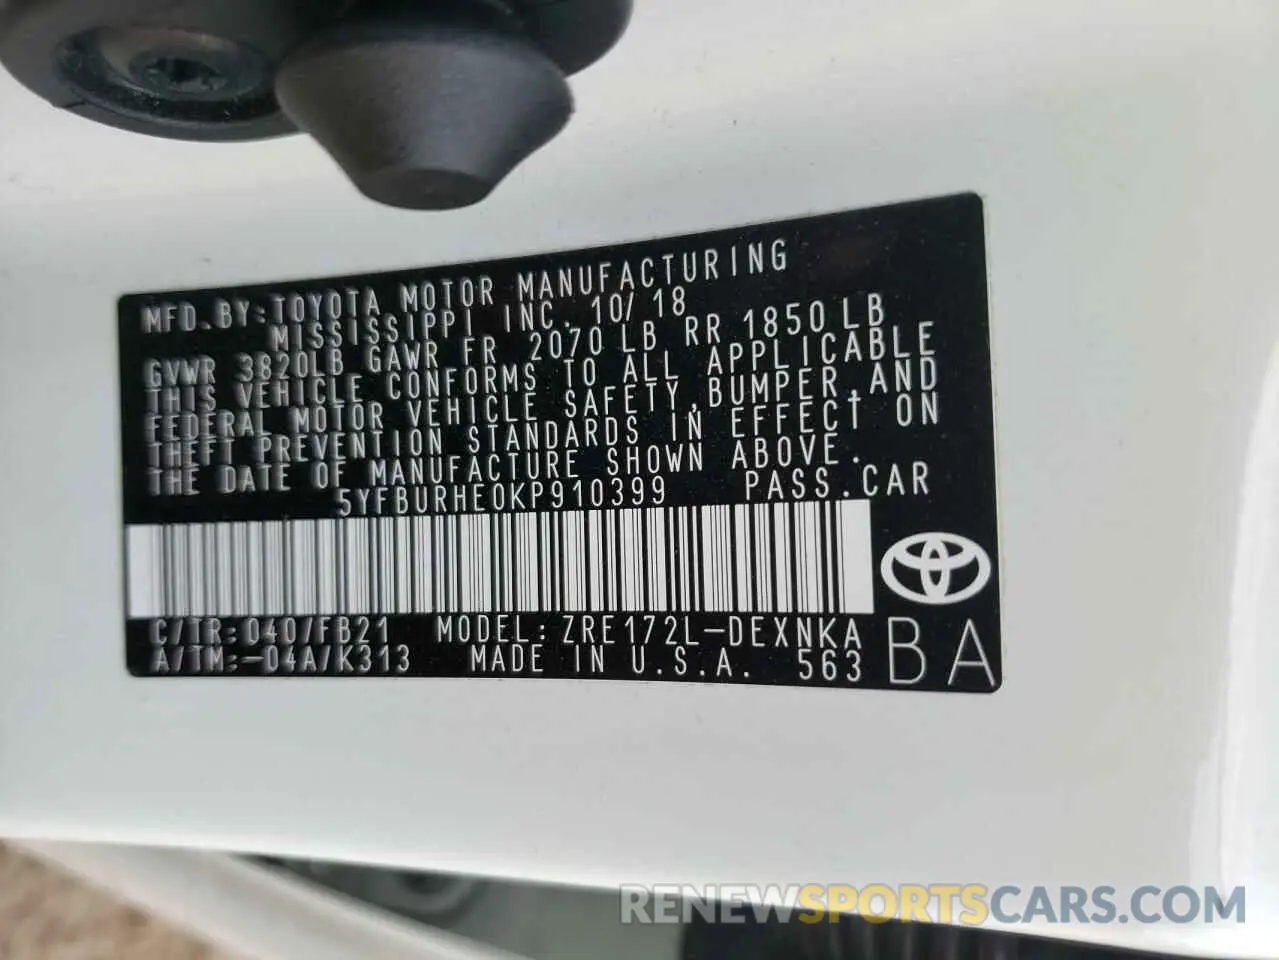 MFD. BY: TOYOTA MOTOR MANUFACTURING
MISSISSIPPI INC. 10/18
GVWR 3820LB GAWR FR 2070 LB RR 1850 LB
THIS VEHICLE CONFORMS TO ALL APPLICABLE
FEDERAL MOTOR VEHICLE SAFETY, BUMPER, AND
THEFT PREVENTION STANDARDS IN EFFECT ON
THE DATE OF MANUFACTURE SHOWN ABOVE.
5YFBURHE0KP910399 PASS. CAR
C/TR: 040/FB21 MODEL: ZRE172L-DEXNKA
A/TM: -04A/K313 MADE IN U.S.A. 563
BA
RENEWSPORTSCARS.COM